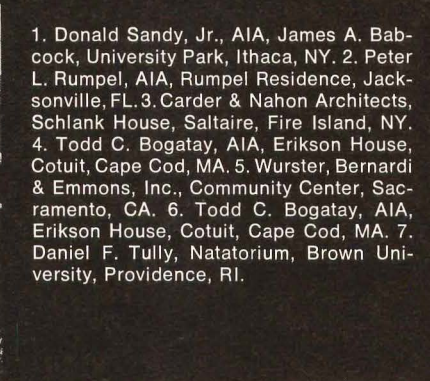 1. Donald Sandy, Jr., AIA, James A. Bab-
cock, University Park, Ithaca, NY. 2. Peter
L. Rumpel, AIA, Rumpel Residence, Jack-
sonville, FL. 3. Carder & Nahon Architects,
Schlank House, Saltaire, Fire Island, NY.
4. Todd C. Bogatay, AIA, Erikson House,
Cotuit, Cape Cod, MA. 5. Wurster, Bernardi
& Emmons, Inc., Community Center, Sac-
ramento, CA. 6. Todd C. Bogatay, AIA,
Erikson House, Cotuit, Cape Cod, MA. 7.
Daniel F. Tully, Natatorium, Brown Uni-
versity, Providence, RI.